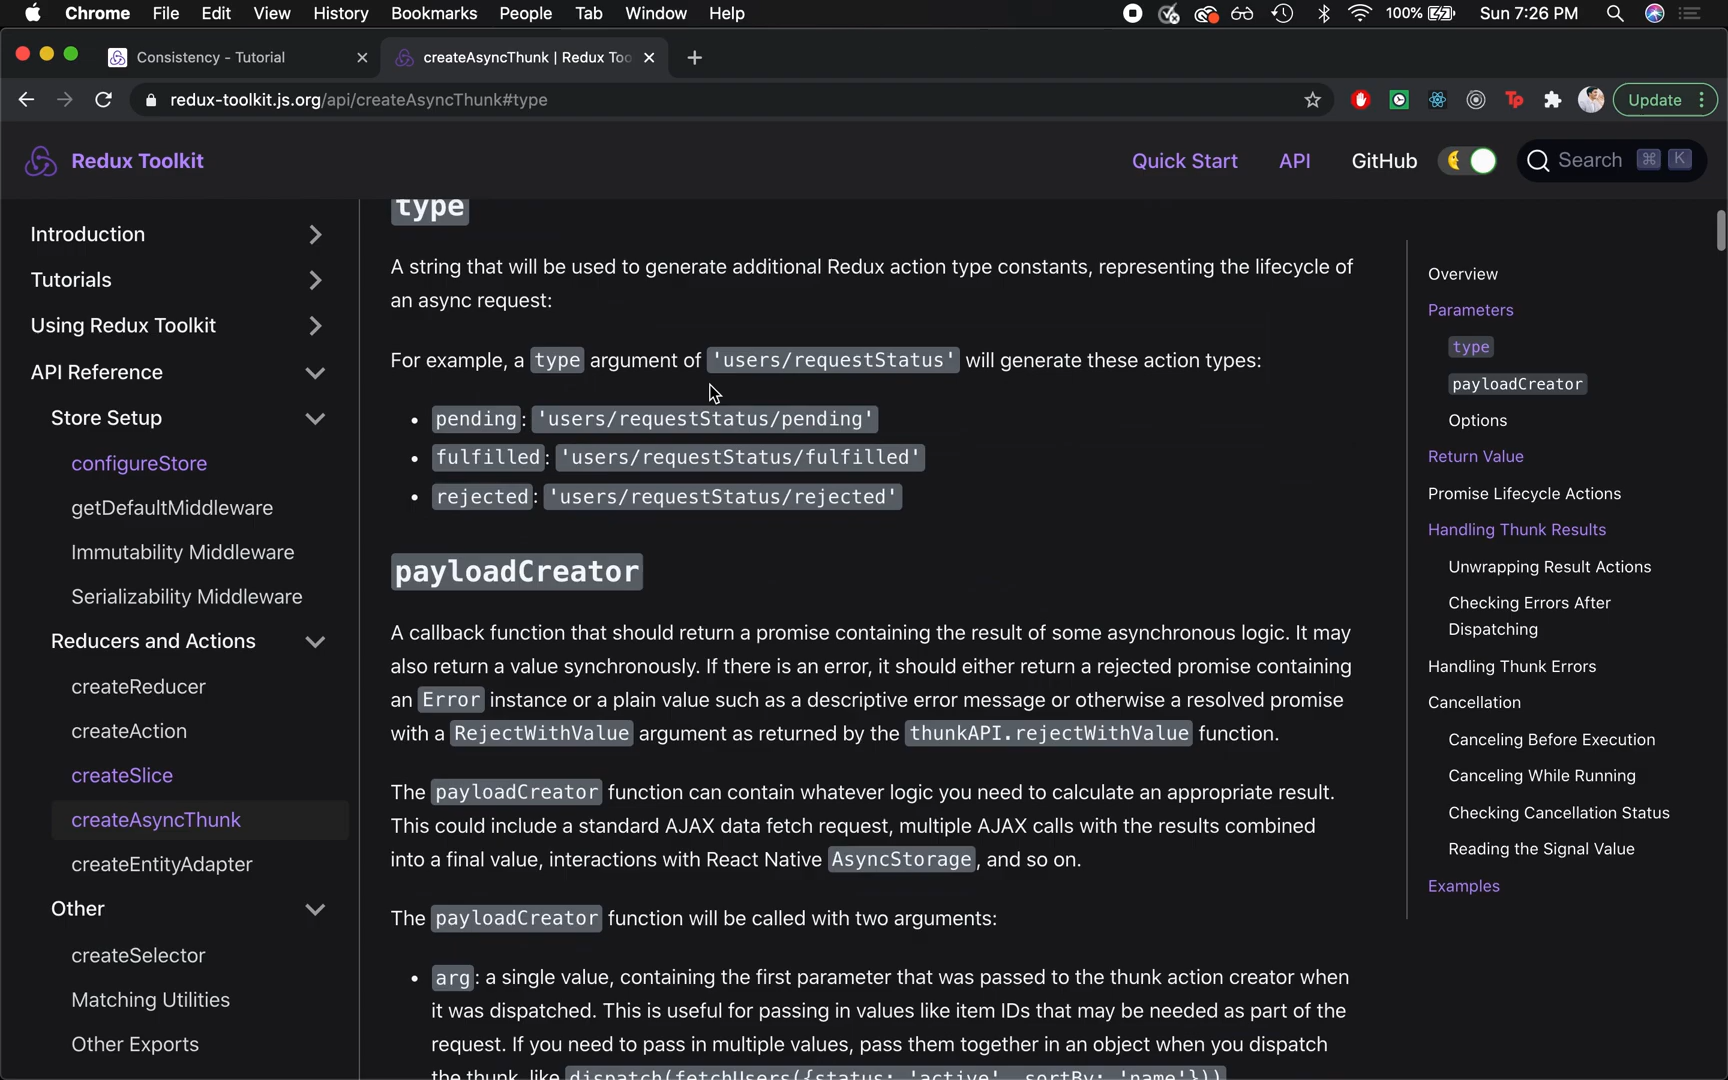 Chrome File Edit View History Bookmarks People Tab Window Help 100% Sun 7:26 PM
Consistency - Tutorial createAsyncThunk | Redux Too
redux-toolkit.js.org/api/createAsyncThunk#type Tp Update
Redux Toolkit Quick Start API GitHub Search ⌘ K
Introduction
Tutorials
Using Redux Toolkit
API Reference
Store Setup
configureStore
getDefaultMiddleware
Immutability Middleware
Serializability Middleware
Reducers and Actions
createReducer
createAction
createSlice
createAsyncThunk
createEntityAdapter
Other
createSelector
Matching Utilities
Other Exports
type
A string that will be used to generate additional Redux action type constants, representing the lifecycle of
an async request:
For example, a type argument of 'users/requestStatus' will generate these action types:
• pending: 'users/requestStatus/pending'
• fulfilled: 'users/requestStatus/fulfilled'
• rejected: 'users/requestStatus/rejected'
payloadCreator
A callback function that should return a promise containing the result of some asynchronous logic. It may
also return a value synchronously. If there is an error, it should either return a rejected promise containing
an Error instance or a plain value such as a descriptive error message or otherwise a resolved promise
with a RejectWithValue argument as returned by the thunkAPI.rejectWithValue function.
The payloadCreator function can contain whatever logic you need to calculate an appropriate result.
This could include a standard AJAX data fetch request, multiple AJAX calls with the results combined
into a final value, interactions with React Native AsyncStorage, and so on.
The payloadCreator function will be called with two arguments:
• arg: a single value, containing the first parameter that was passed to the thunk action creator when
it was dispatched. This is useful for passing in values like item IDs that may be needed as part of the
request. If you need to pass in multiple values, pass them together in an object when you dispatch
the thunk, like dispatch(fetchUsers({status: 'active', sortBy: 'name'}))
Overview
Parameters
type
payloadCreator
Options
Return Value
Promise Lifecycle Actions
Handling Thunk Results
Unwrapping Result Actions
Checking Errors After
Dispatching
Handling Thunk Errors
Cancellation
Canceling Before Execution
Canceling While Running
Checking Cancellation Status
Reading the Signal Value
Examples